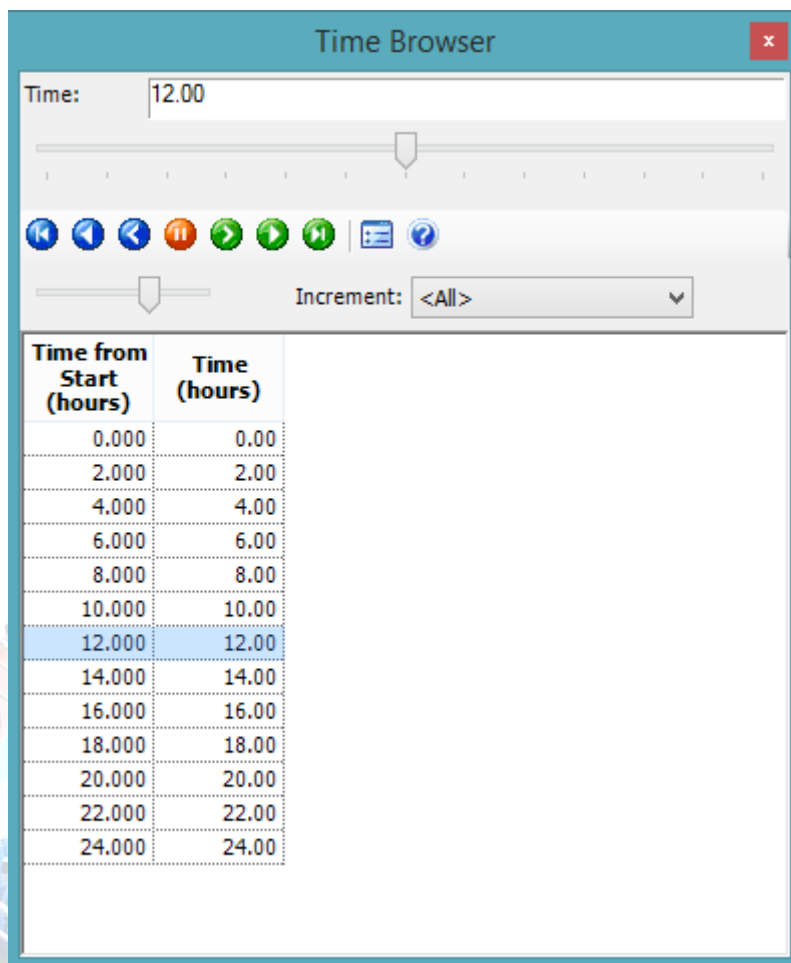 Time Browser
x
Time: 12.00
Increment: <All>
Time from Start (hours) Time (hours)
0.000 0.00
2.000 2.00
4.000 4.00
6.000 6.00
8.000 8.00
10.000 10.00
12.000 12.00
14.000 14.00
16.000 16.00
18.000 18.00
20.000 20.00
22.000 22.00
24.000 24.00